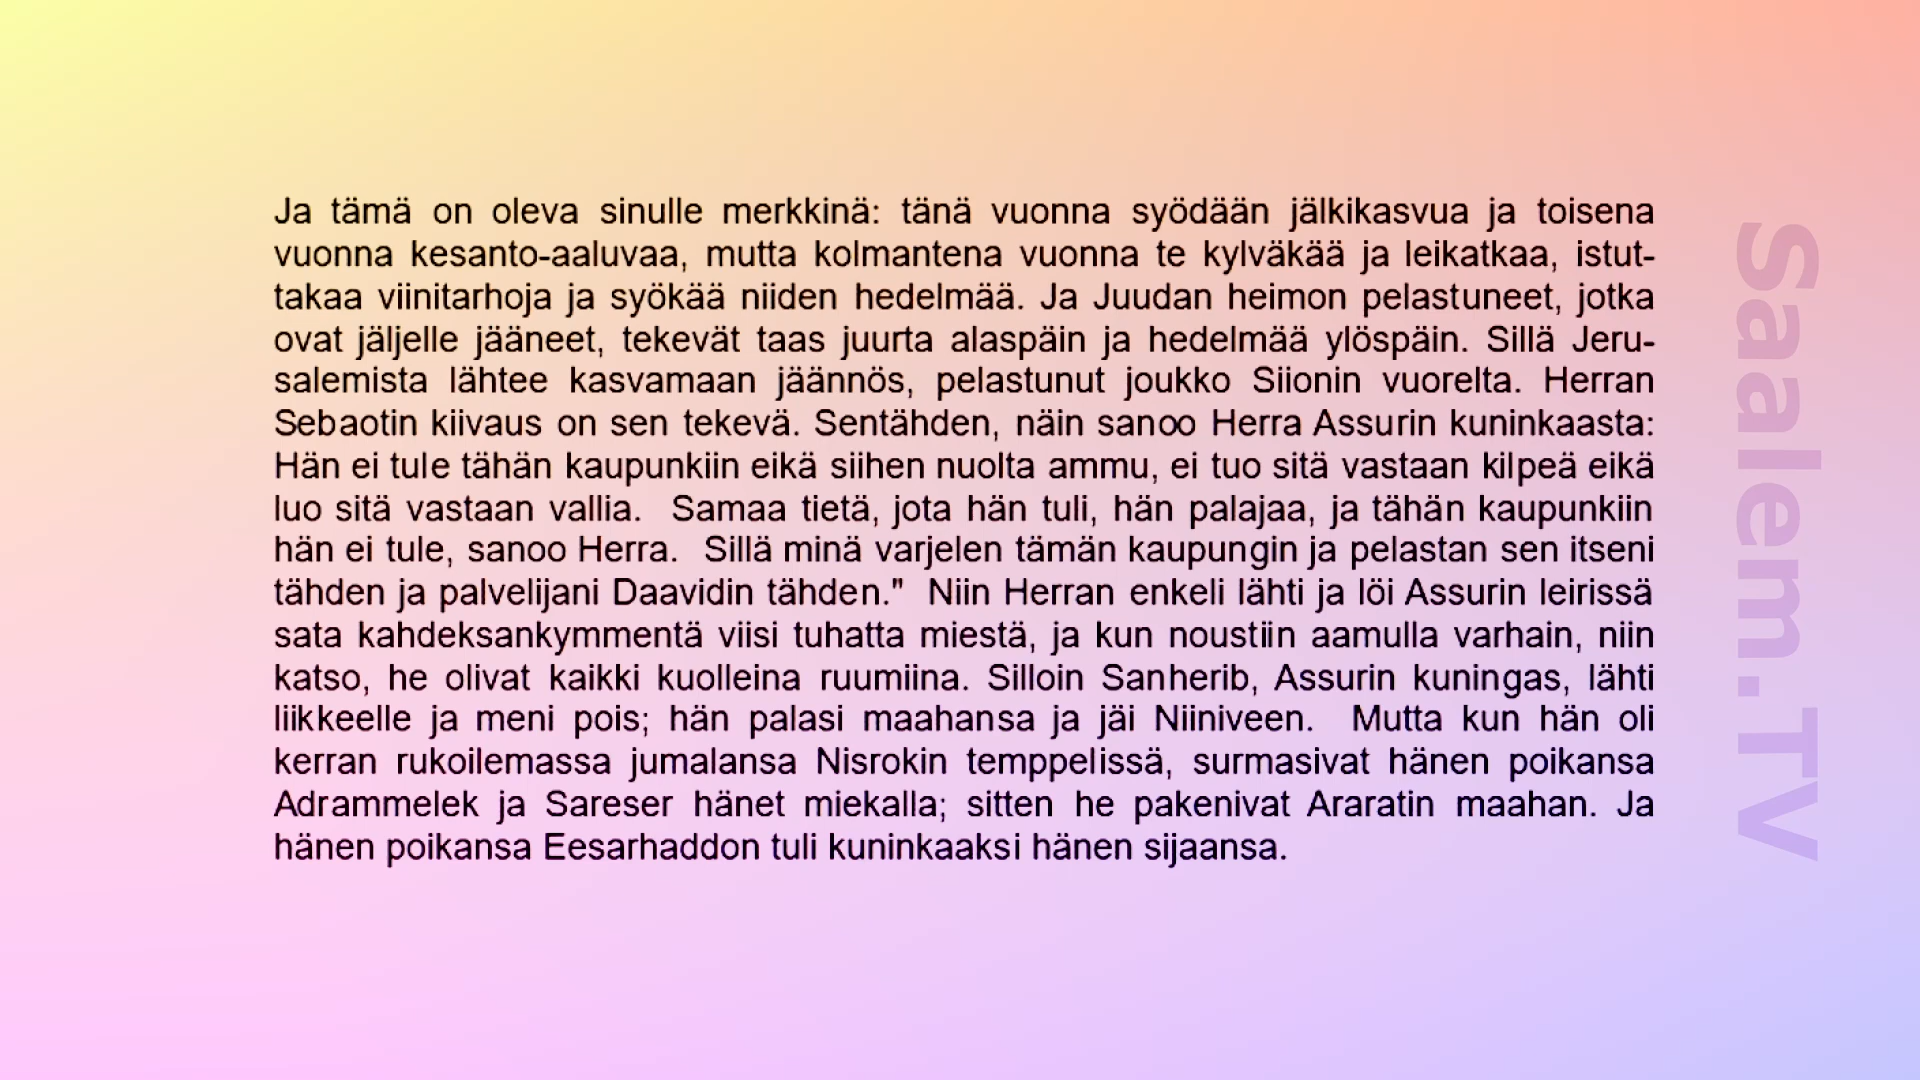 Ja tämä on oleva sinulle merkkinä: tänä vuonna syödään jälkikasvua ja toisena
vuonna kesanto-aaluvaa, mutta kolmantena vuonna te kylväkää ja leikatkaa, istut-
takaa viinitarhoja ja syökää niiden hedelmää. Ja Juudan heimon pelastuneet, jotka
ovat jäljelle jääneet, tekevät taas juurta alaspäin ja hedelmää ylöspäin. Sillä Jeru-
salemista lähtee kasvamaan jäännös, pelastunut joukko Siionin vuorelta. Herran
Sebaotin kiivaus on sen tekevä. Sentähden, näin sanoo Herra Assurin kuninkaasta:
Hän ei tule tähän kaupunkiin eikä siihen nuolta ammu, ei tuo sitä vastaan kilpeä eikä
luo sitä vastaan vallia. Samaa tietä, jota hän tuli, hän palajaa, ja tähän kaupunkiin
hän ei tule, sanoo Herra. Sillä minä varjelen tämän kaupungin ja pelastan sen itseni
tähden ja palvelijani Daavidin tähden." Niin Herran enkeli lähti ja löi Assurin leirissä
sata kahdeksankymmentä viisi tuhatta miestä, ja kun noustiin aamulla varhain, niin
katso, he olivat kaikki kuolleina ruumiina. Silloin Sanherib, Assurin kuningas, lähti
liikkeelle ja meni pois; hän palasi maahansa ja jäi Niiniveen. Mutta kun hän oli
kerran rukoilemassa jumalansa Nisrokin temppelissä, surmasivat hänen poikansa
Adrammelek ja Sareser hänet miekalla; sitten he pakenivat Araratin maahan. Ja
hänen poikansa Eesarhaddon tuli kuninkaaksi hänen sijaansa.
Saalem.TV